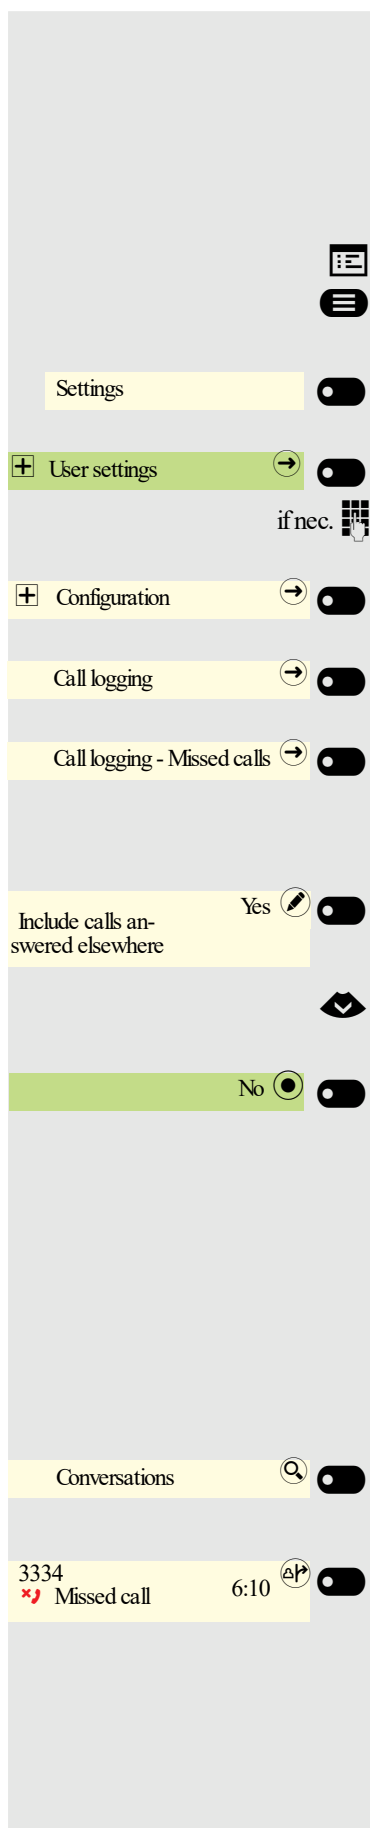 Settings
User settings
if nec.
Configuration
Call logging
Call logging - Missed calls
Yes
Include calls an-
swered elsewhere
No
Conversations
3334
Missed call 6:10